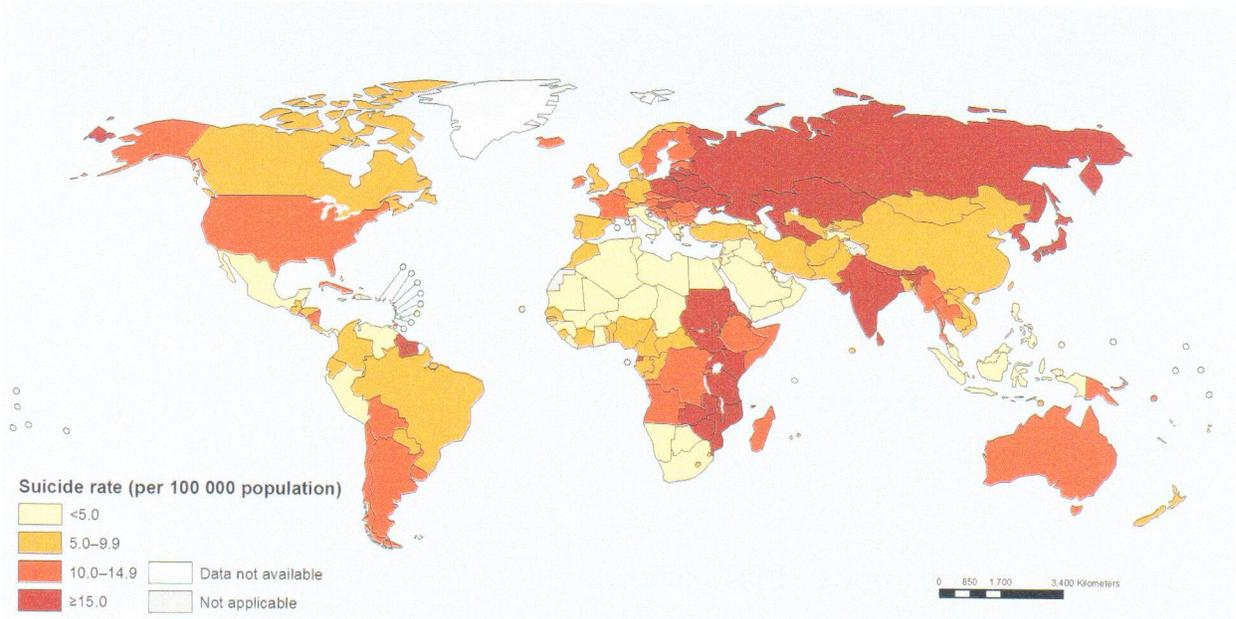 Suicide rate (per 100 000 population)
<5.0
5.0–9.9
10.0–14.9
≥15.0
Data not available
Not applicable
0 850 1,700 3,400 Kilometers